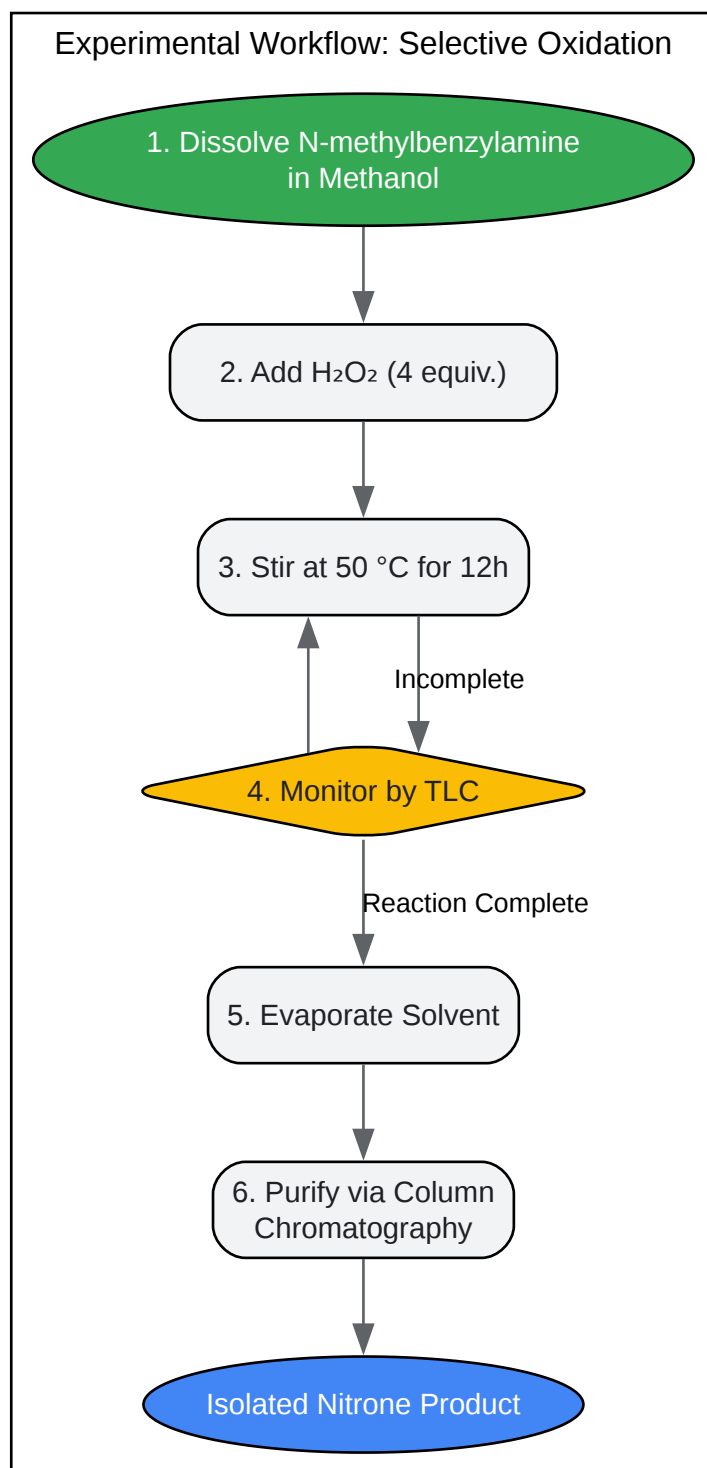 Experimental Workflow: Selective Oxidation
1. Dissolve N-methylbenzylamine
in Methanol
2. Add H₂O₂ (4 equiv.)
3. Stir at 50 °C for 12h
Incomplete
4. Monitor by TLC
Reaction Complete
5. Evaporate Solvent
6. Purify via Column
Chromatography
Isolated Nitrone Product